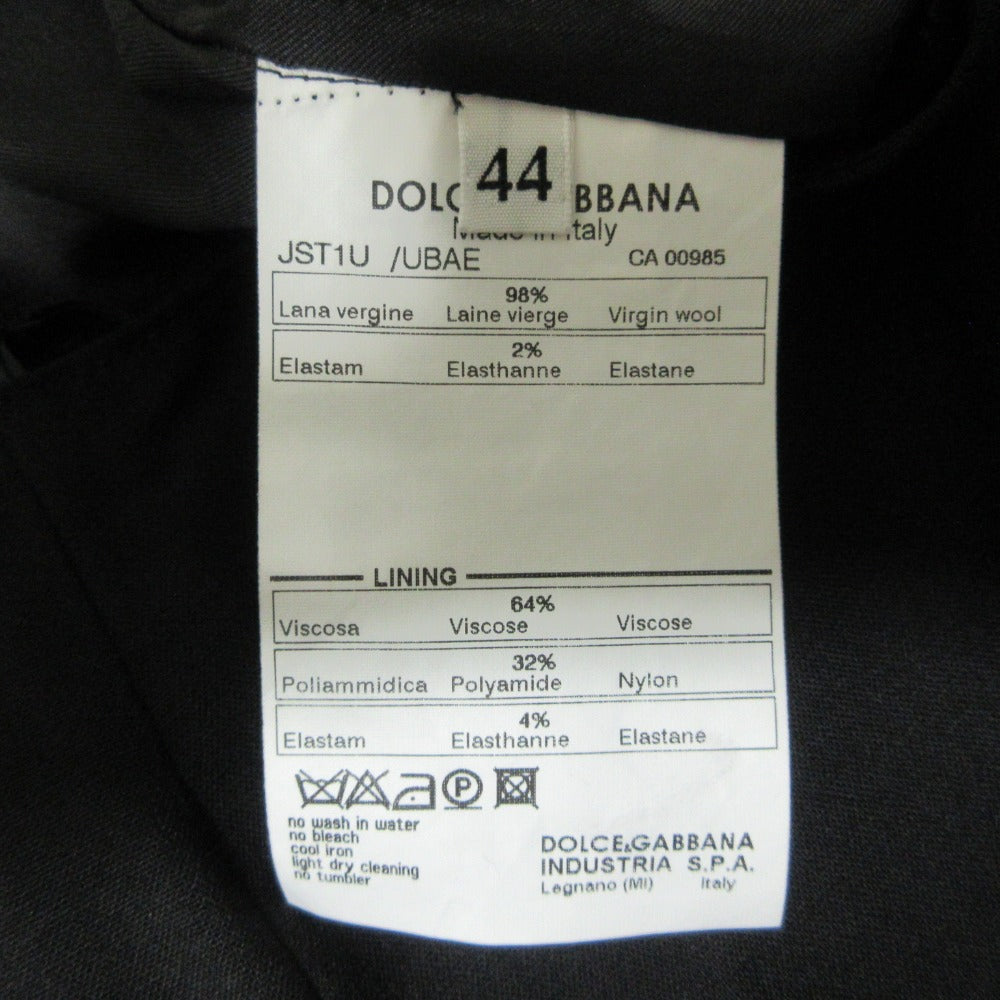 44
DOLC BBANA
Made in Italy
JST1U /UBAE CA 00985
98%
Lana vergine Laine vierge Virgin wool
2%
Elastam Elasthanne Elastane
LINING
64%
Viscosa Viscose Viscose
32%
Poliammidica Polyamide Nylon
4%
Elastam Elasthanne Elastane
P
no wash in water
no bleach
cool iron
light dry cleaning
no tumbler
DOLCE&GABBANA
INDUSTRIA S.P.A.
Legnano (MI) Italy